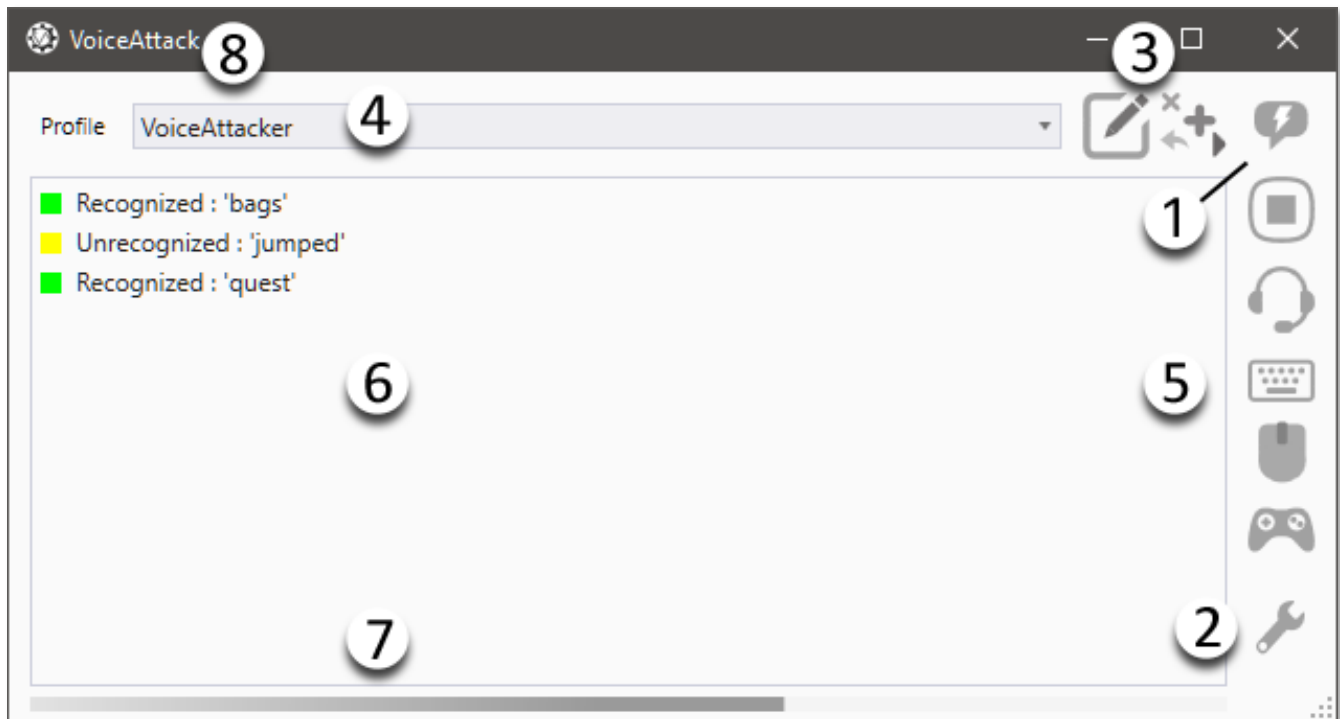 VoiceAttack
8
3
Profile
VoiceAttacker
4
1
Recognized : 'bags'
Unrecognized : 'jumped'
Recognized : 'quest'
6
5
7
2